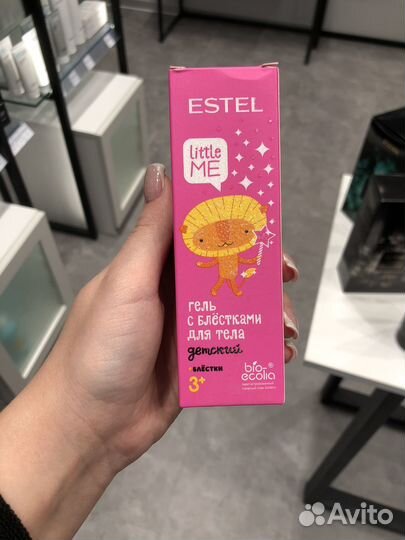 ESTEL
little
ME
гель
с блёстками
для тела
детский
блёстки
3+
bio-
ecolia
Avito